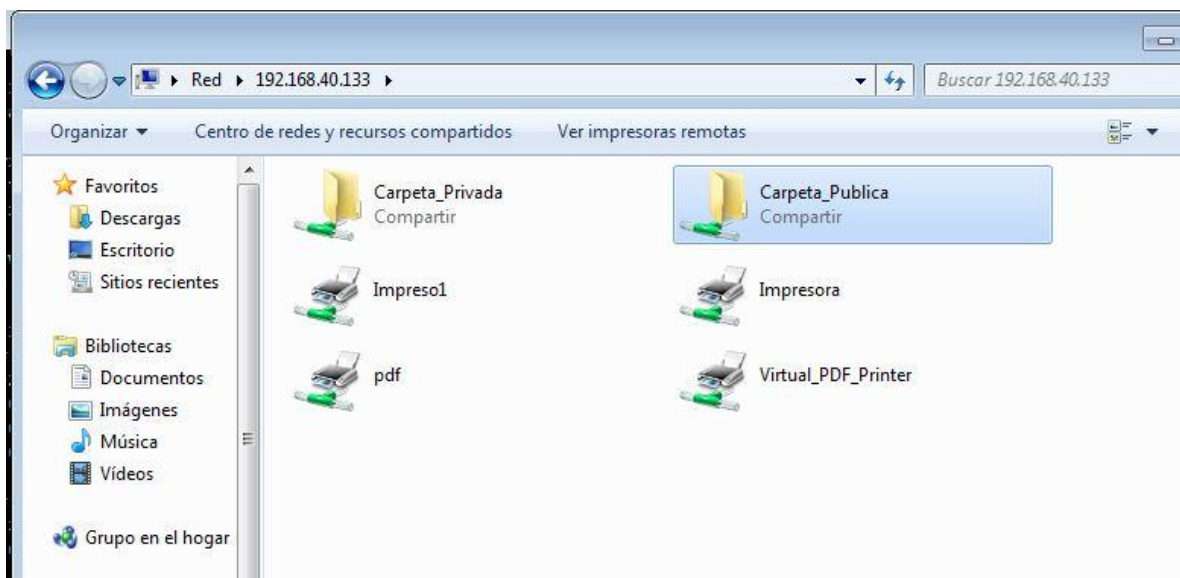 Red 192.168.40.133
Buscar 192.168.40.133
Organizar
Centro de redes y recursos compartidos
Ver impresoras remotas
Favoritos
Descargas
Escritorio
Sitios recientes
Bibliotecas
Documentos
Imágenes
Música
Vídeos
Grupo en el hogar
Carpeta_Privada
Compartir
Carpeta_Publica
Compartir
Impreso1
Impresora
pdf
Virtual_PDF_Printer